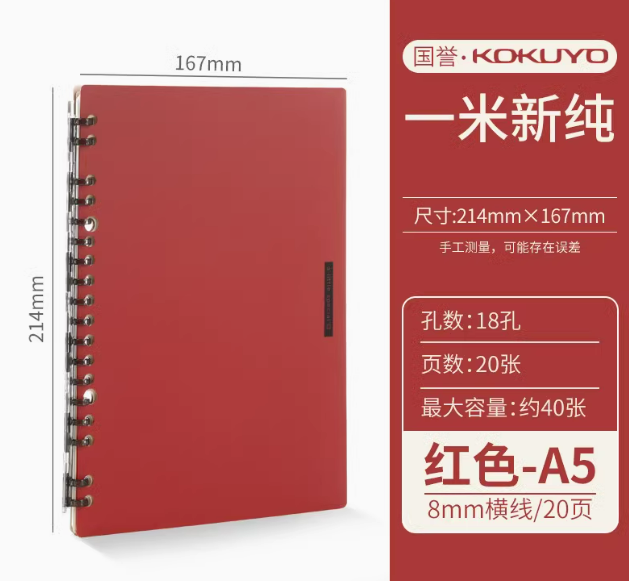 167mm
214mm
国誉·KOKUYO
一米新纯
尺寸:214mm×167mm
手工测量，可能存在误差
孔数：18孔
页数：20张
最大容量：约40张
红色-A5
8mm横线/20页